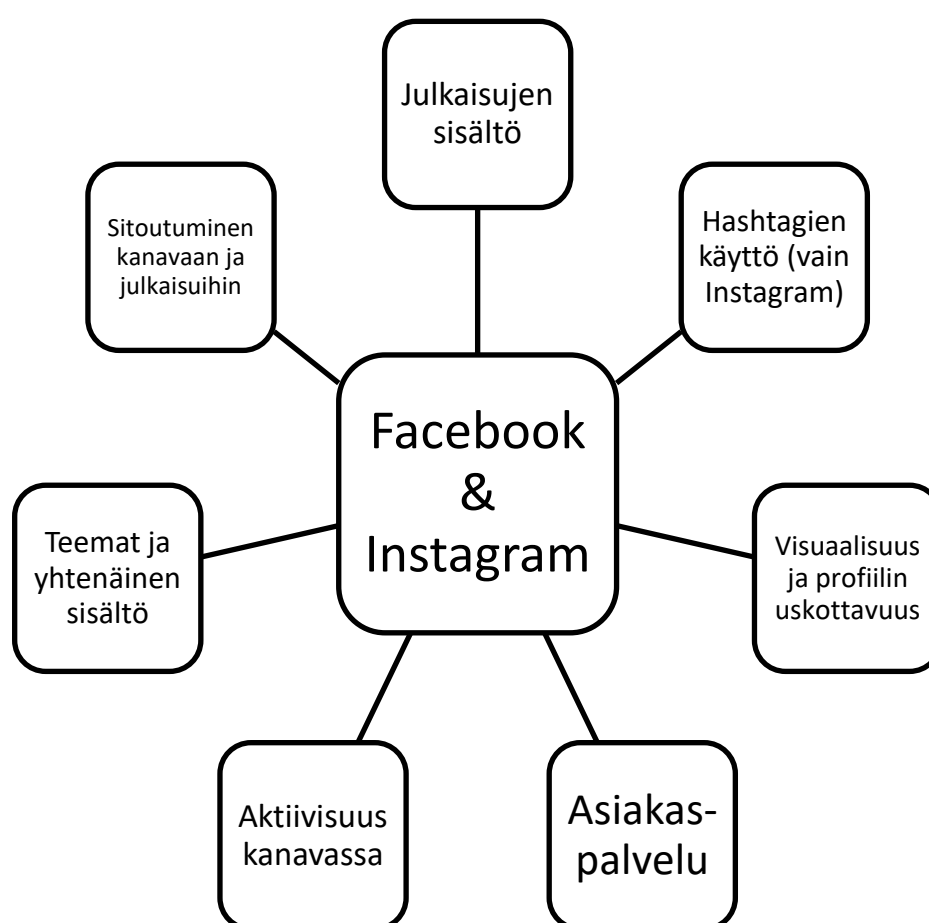 Julkaisujen
sisältö
Hashtagien
käyttö (vain
Instagram)
Visuaalisuus
ja profiilin
uskottavuus
Asiakas-
palvelu
Aktiivisuus
kanavassa
Teemat ja
yhtenäinen
sisältö
Sitoutuminen
kanavaan ja
julkaisuihin
Facebook
&
Instagram